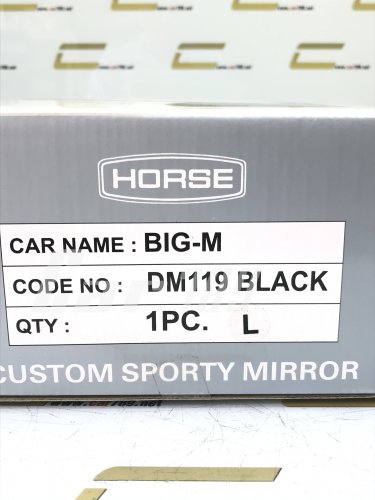 HORSE
CAR NAME : BIG-M
CODE NO : DM119 BLACK
QTY : 1PC. L
CUSTOM SPORTY MIRROR